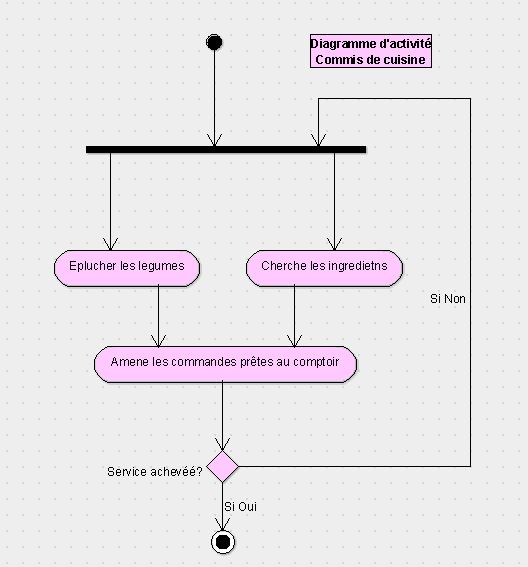 Diagramme d'activité
Commis de cuisine
Eplucher les legumes
Cherche les ingredietns
Si Non
Amene les commandes prêtes au comptoir
Service achevéé?
Si Oui